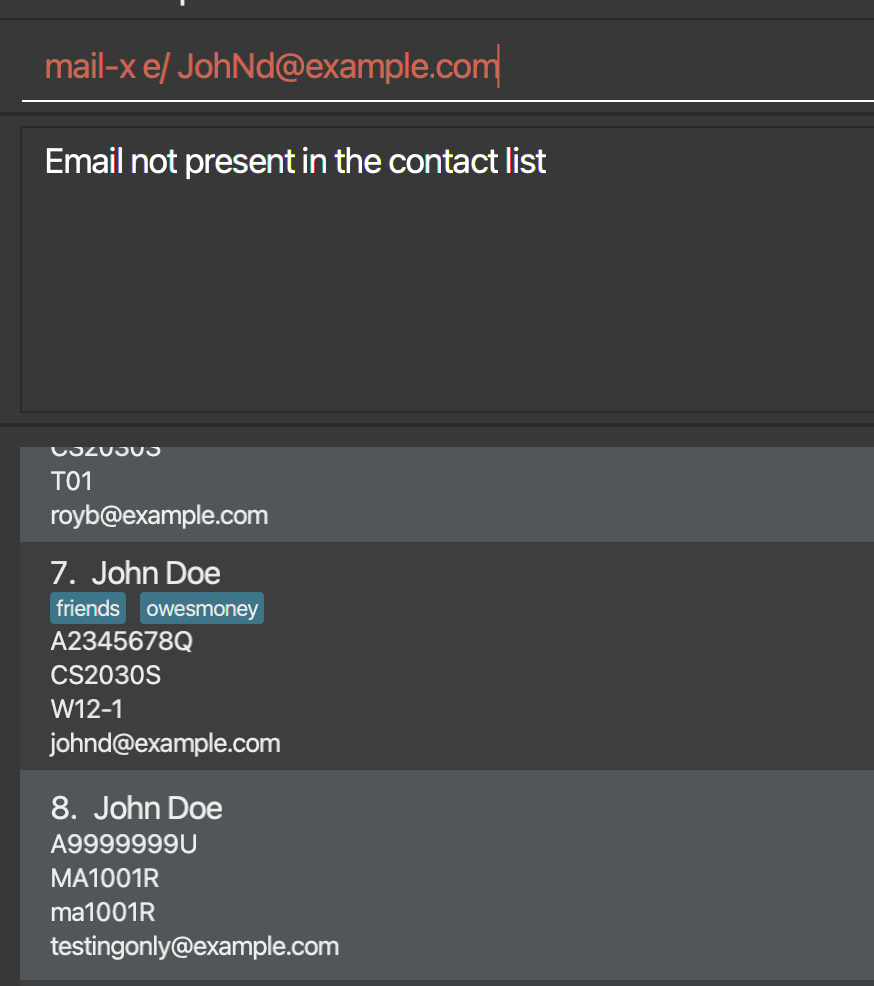 mail-x e/ JohNd@example.com
Email not present in the contact list
CS2030S
T01
royb@example.com
7. John Doe
friends owesmoney
A2345678Q
CS2030S
W12-1
johnd@example.com
8. John Doe
A9999999U
MA1001R
ma1001R
testingonly@example.com